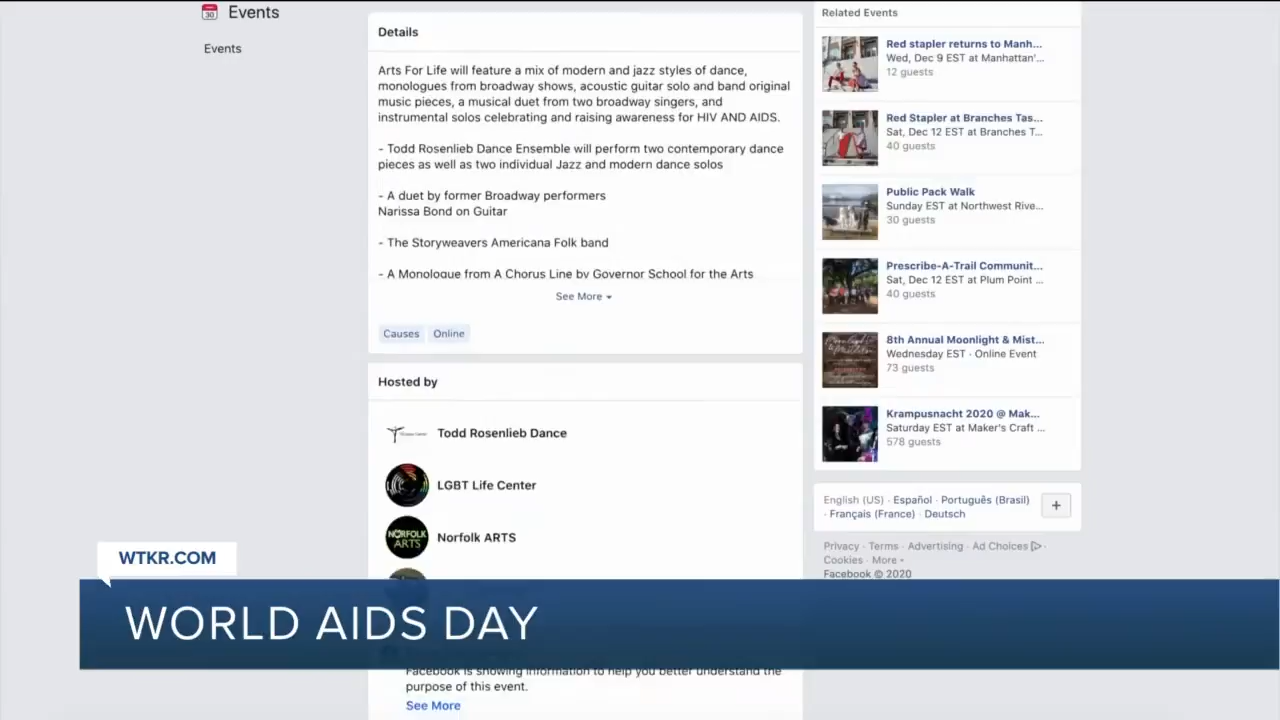 Events
Events
Details
Arts For Life will feature a mix of modern and jazz styles of dance,
monologues from broadway shows, acoustic guitar solo and band original
music pieces, a musical duet from two broadway singers, and
instrumental solos celebrating and raising awareness for HIV AND AIDS.
- Todd Rosenlieb Dance Ensemble will perform two contemporary dance
pieces as well as two individual Jazz and modern dance solos
- A duet by former Broadway performers
Narissa Bond on Guitar
- The Storyweavers Americana Folk band
- A Monologue from A Chorus Line by Governor School for the Arts
See More
Causes
Online
Hosted by
Todd Rosenlieb Dance
LGBT Life Center
NORFOLK
ARTS
Norfolk ARTS
Facebook is showing information to help you better understand the
purpose of this event.
See More
Related Events
Red stapler returns to Manh...
Wed, Dec 9 EST at Manhattan'...
12 guests
Red Stapler at Branches Tas...
Sat, Dec 12 EST at Branches T...
40 guests
Public Pack Walk
Sunday EST at Northwest Rive...
30 guests
Prescribe-A-Trail Communit...
Sat, Dec 12 EST at Plum Point ...
40 guests
8th Annual Moonlight & Mist...
Wednesday EST · Online Event
73 guests
Krampusnacht 2020 @ Mak...
Saturday EST at Maker's Craft ...
578 guests
English (US) · Español · Português (Brasil)
· Français (France) · Deutsch
+
Privacy · Terms · Advertising · Ad Choices ·
Cookies · More
Facebook © 2020
WTKR.COM
WORLD AIDS DAY